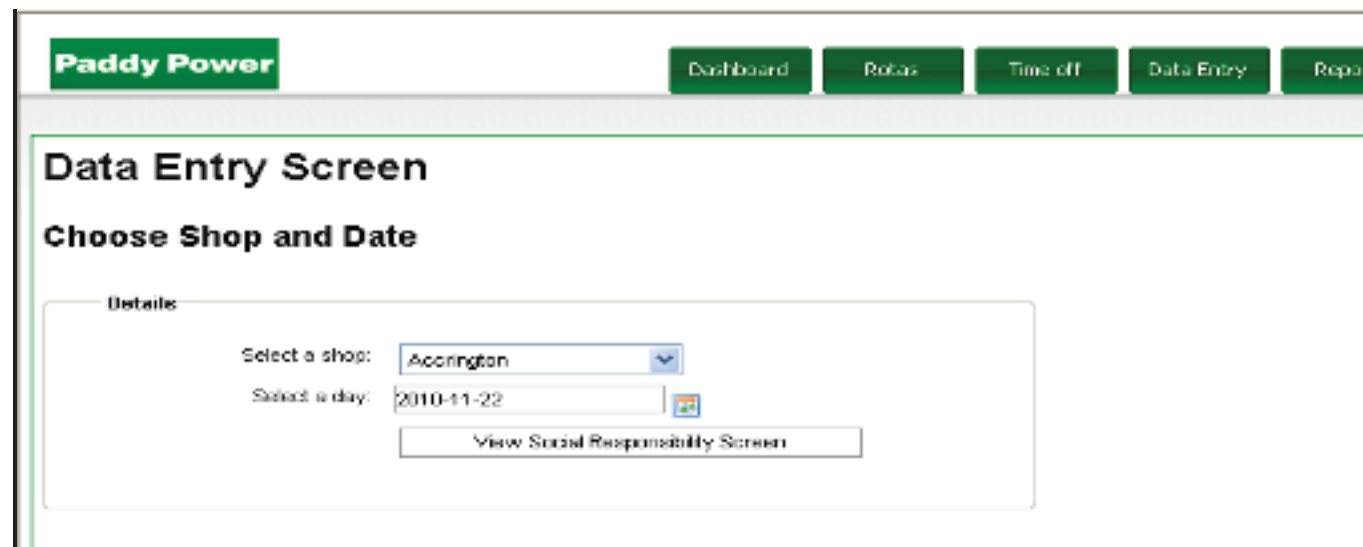 Paddy Power
Dashboard Rotas Time off Data Entry Repo
Data Entry Screen
Choose Shop and Date
Details
Select a shop: Accrington
Select a day: 2010-11-22
View Social Responsibility Screen